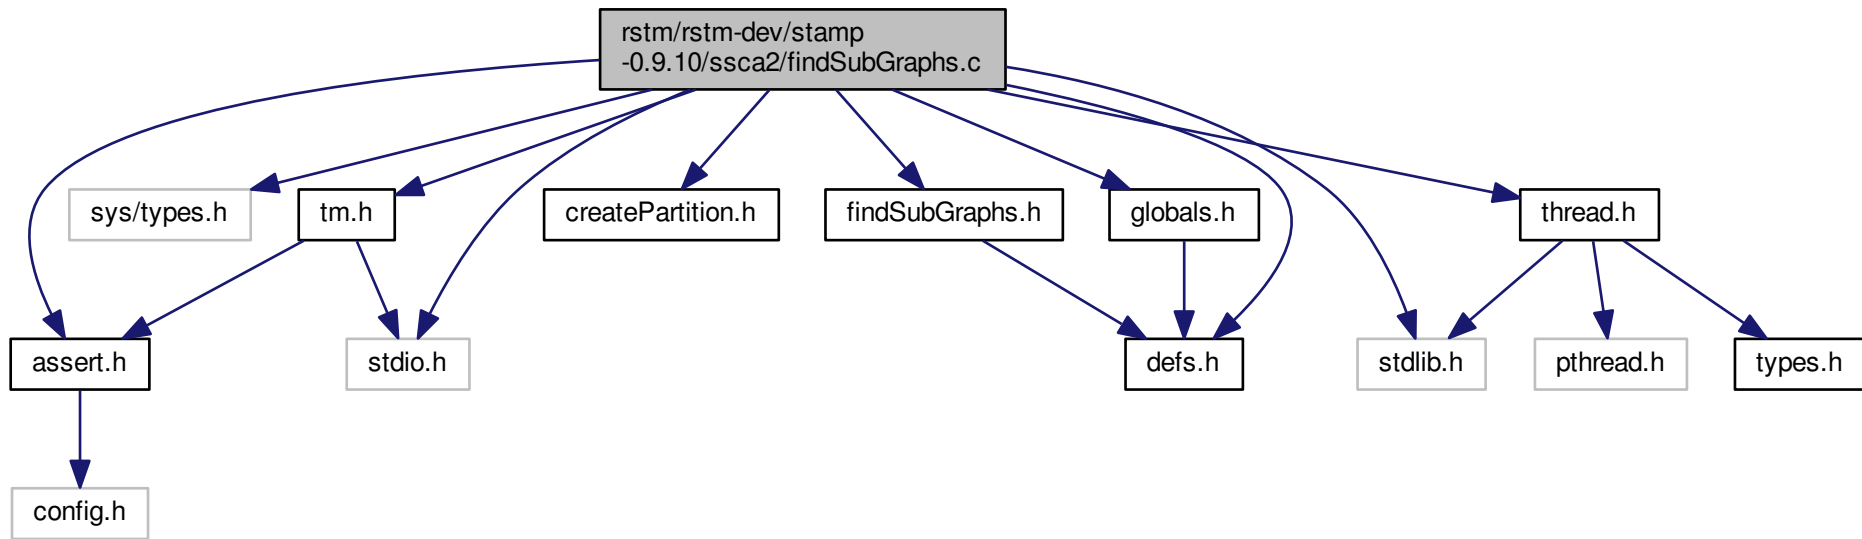 rstm/rstm-dev/stamp
-0.9.10/ssca2/findSubGraphs.c
sys/types.h
tm.h
createPartition.h
findSubGraphs.h
globals.h
thread.h
assert.h
stdio.h
defs.h
stdlib.h
pthread.h
types.h
config.h